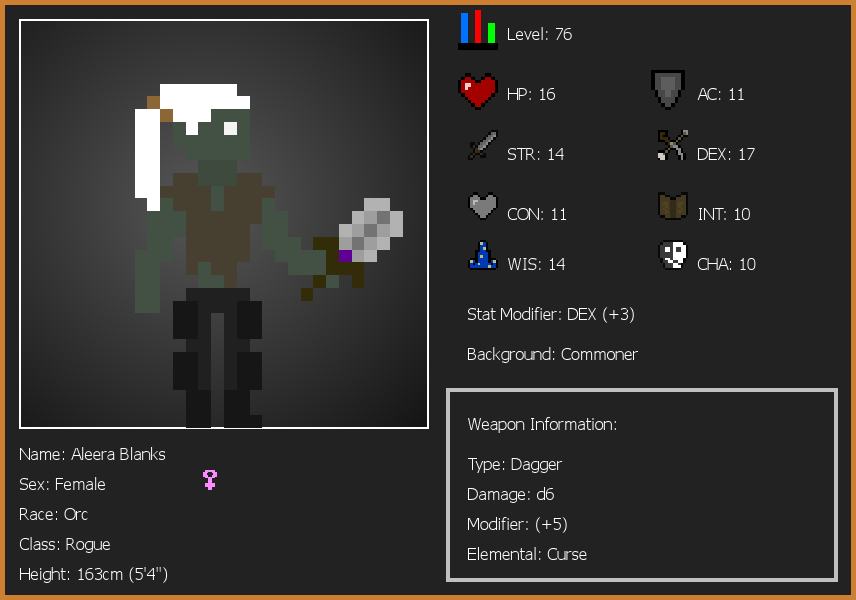 Level: 76
HP: 16
AC: 11
STR: 14
DEX: 17
CON: 11
INT: 10
WIS: 14
CHA: 10
Stat Modifier: DEX (+3)
Background: Commoner
Weapon Information:
Type: Dagger
Damage: d6
Modifier: (+5)
Elemental: Curse
Name: Aleera Blanks
Sex: Female
Race: Orc
Class: Rogue
Height: 163cm (5'4")